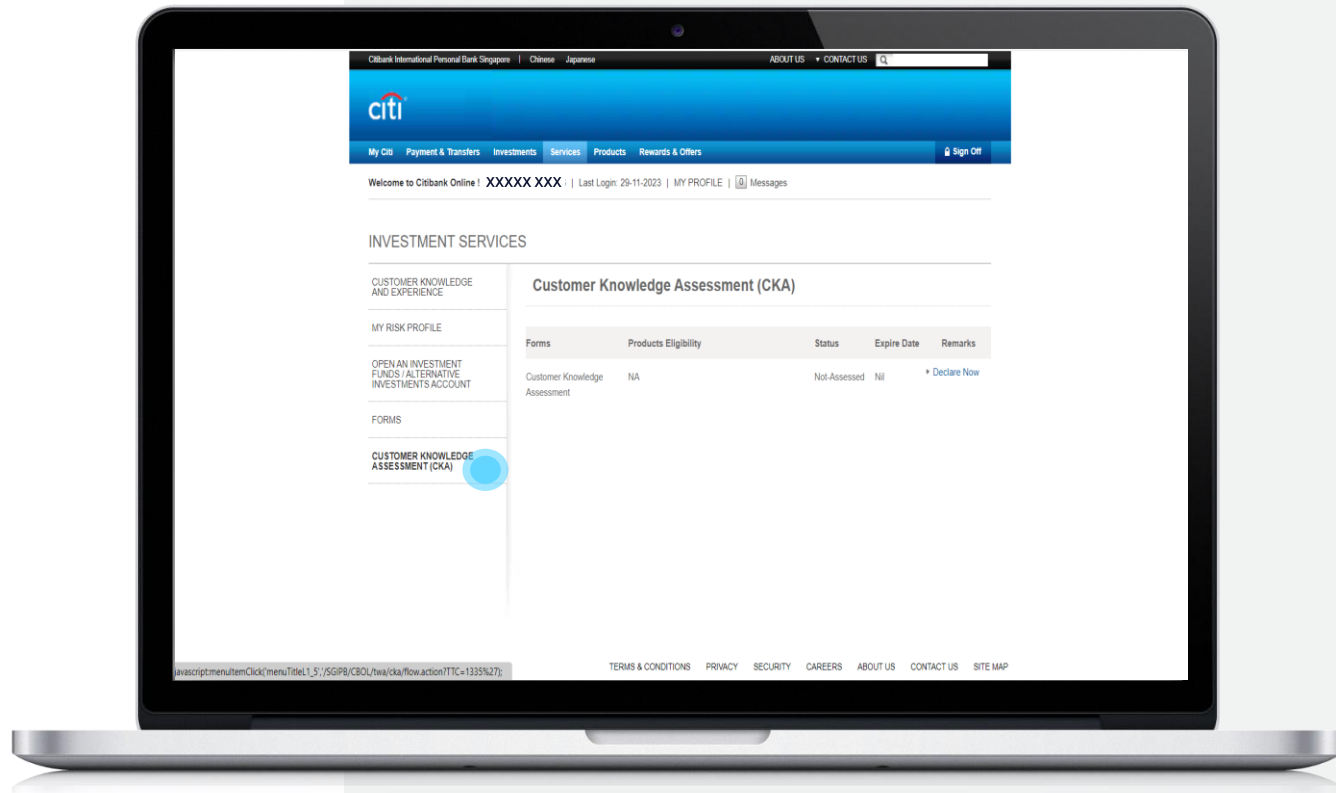 Citibank International Personal Bank Singapore | Chinese Japanese ABOUT US ▾ CONTACT US
citi
My Citi Payment & Transfers Investments Services Products Rewards & Offers Sign Off
Welcome to Citibank Online ! XXXXX XXX | Last Login: 29-11-2023 | MY PROFILE | 0 Messages
INVESTMENT SERVICES
CUSTOMER KNOWLEDGE
AND EXPERIENCE
MY RISK PROFILE
OPEN AN INVESTMENT
FUNDS / ALTERNATIVE
INVESTMENTS ACCOUNT
FORMS
CUSTOMER KNOWLEDGE
ASSESSMENT (CKA)
Customer Knowledge Assessment (CKA)
Forms Products Eligibility Status Expire Date Remarks
Customer Knowledge NA Not-Assessed Nil Declare Now
Assessment
javascript:menuItemClick('menuTitleL1_5','/SGIPB/CBOL/twa/cka/flow.action?TTC=1335%27);
TERMS & CONDITIONS PRIVACY SECURITY CAREERS ABOUT US CONTACT US SITE MAP